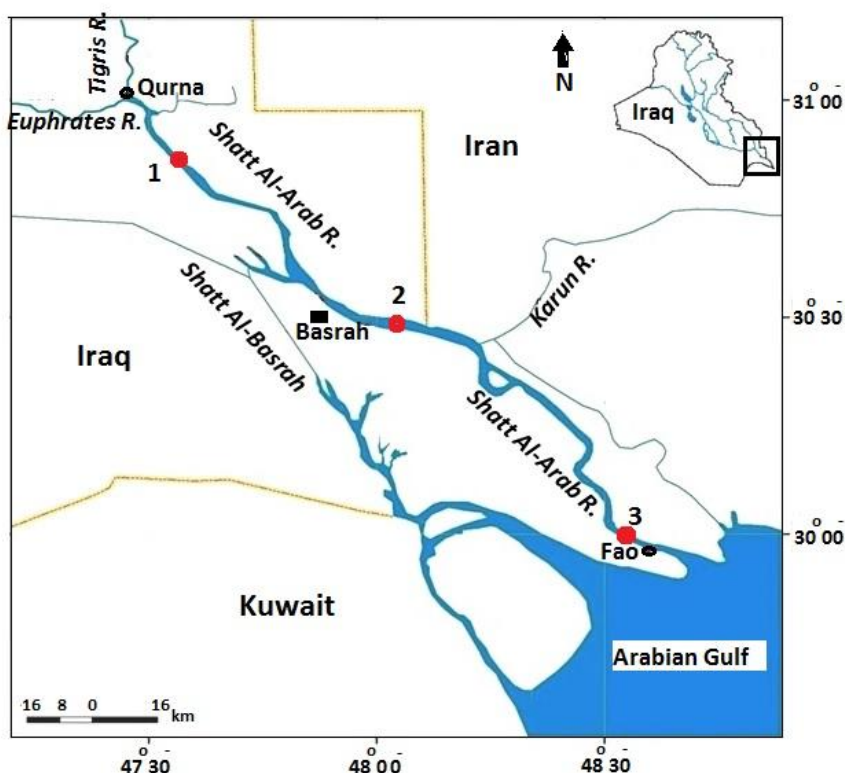 Tigris R.
Qurna
Euphrates R.
1
Shatt Al-Arab R.
N
Iran
Iraq
31° 00'
2
Basrah
Shatt Al-Basrah
Karun R.
30° 30'
Iraq
Shatt Al-Arab R.
3
Fao
30° 00'
Kuwait
Arabian Gulf
16 8 0 16
km
47° 30'
48° 00'
48° 30'